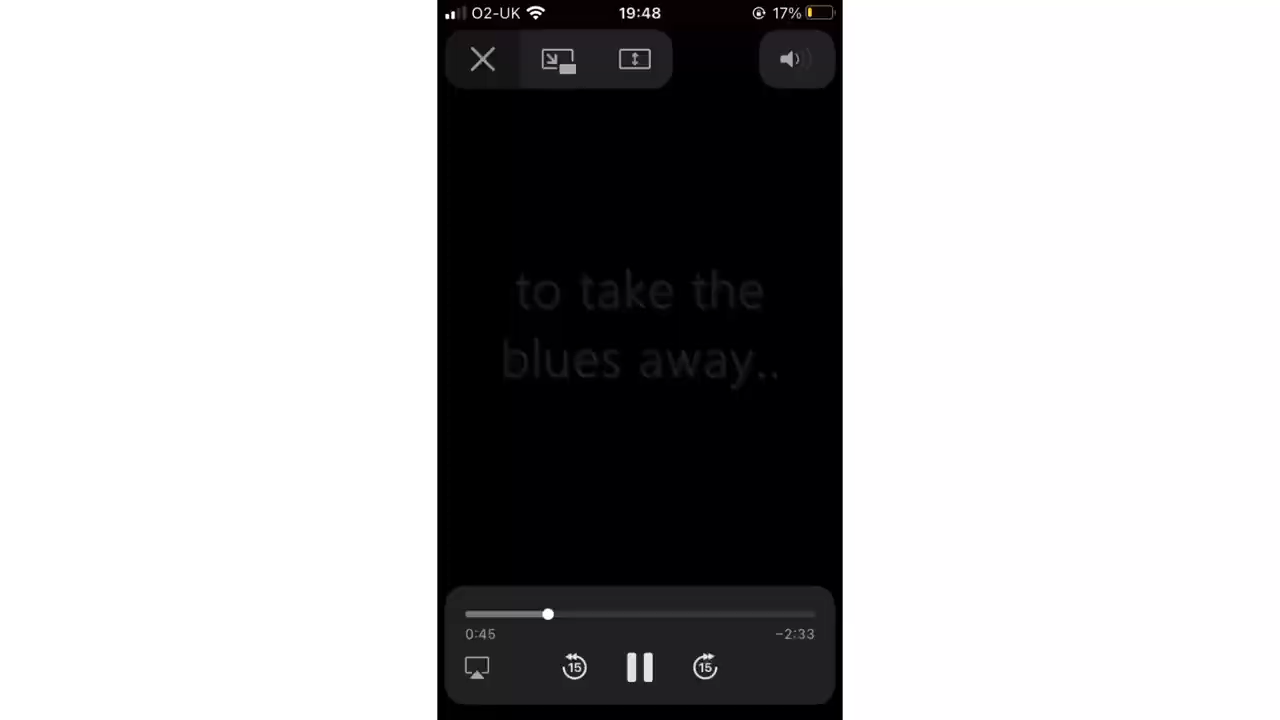 O2-UK 19:48 17%
to take the
blues away..
0:45 -2:33
15 15